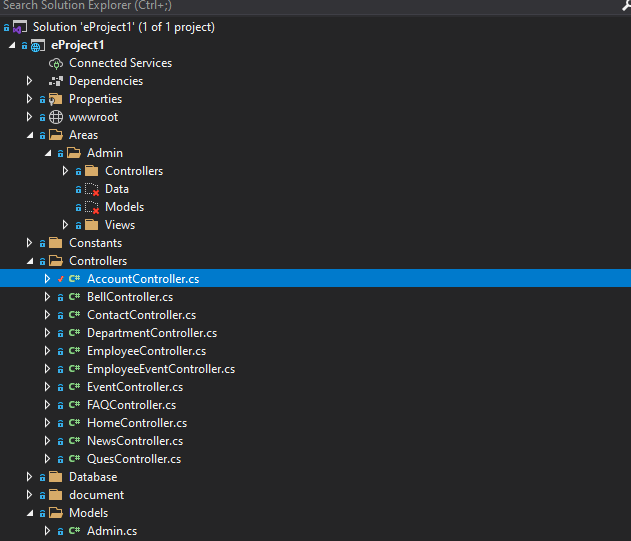 Search Solution Explorer (Ctrl+;)
Solution 'eProject1' (1 of 1 project)
eProject1
Connected Services
Dependencies
Properties
wwwroot
Areas
Admin
Controllers
Data
Models
Views
Constants
Controllers
C# AccountController.cs
C# BellController.cs
C# ContactController.cs
C# DepartmentController.cs
C# EmployeeController.cs
C# EmployeeEventController.cs
C# EventController.cs
C# FAQController.cs
C# HomeController.cs
C# NewsController.cs
C# QuesController.cs
Database
document
Models
C# Admin.cs